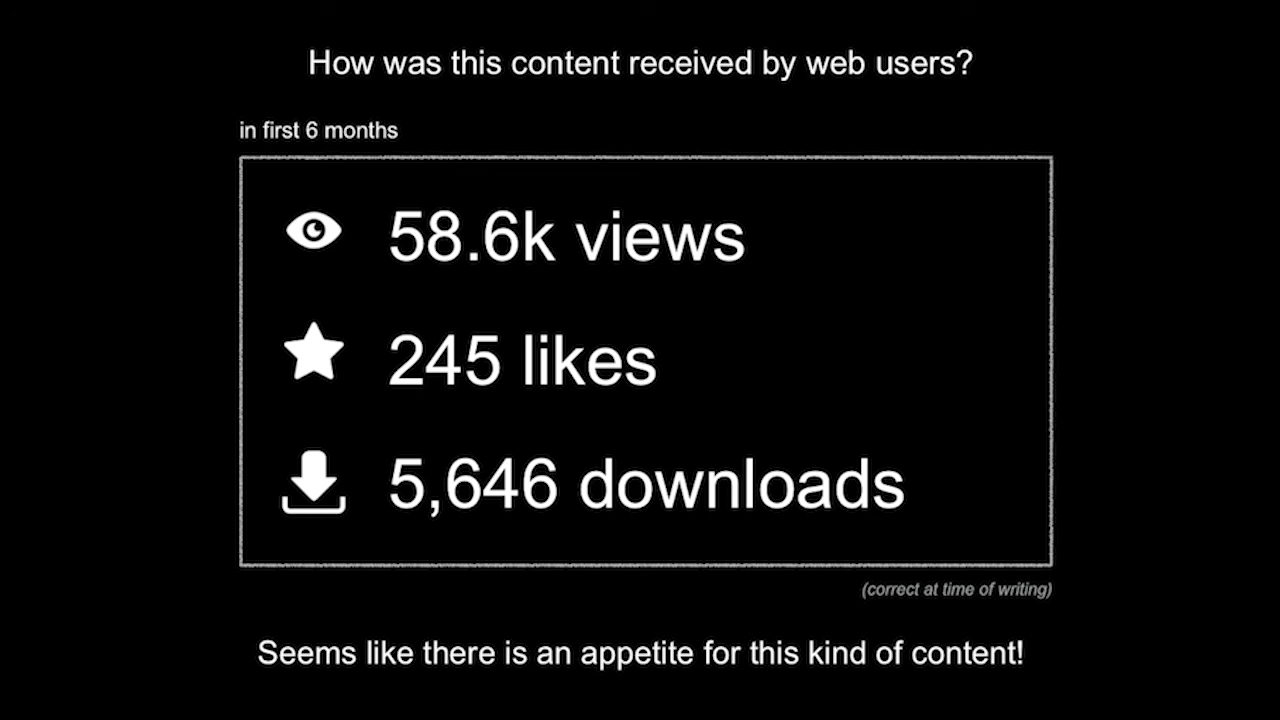 How was this content received by web users?
in first 6 months
58.6k views
245 likes
5,646 downloads
(correct at time of writing)
Seems like there is an appetite for this kind of content!